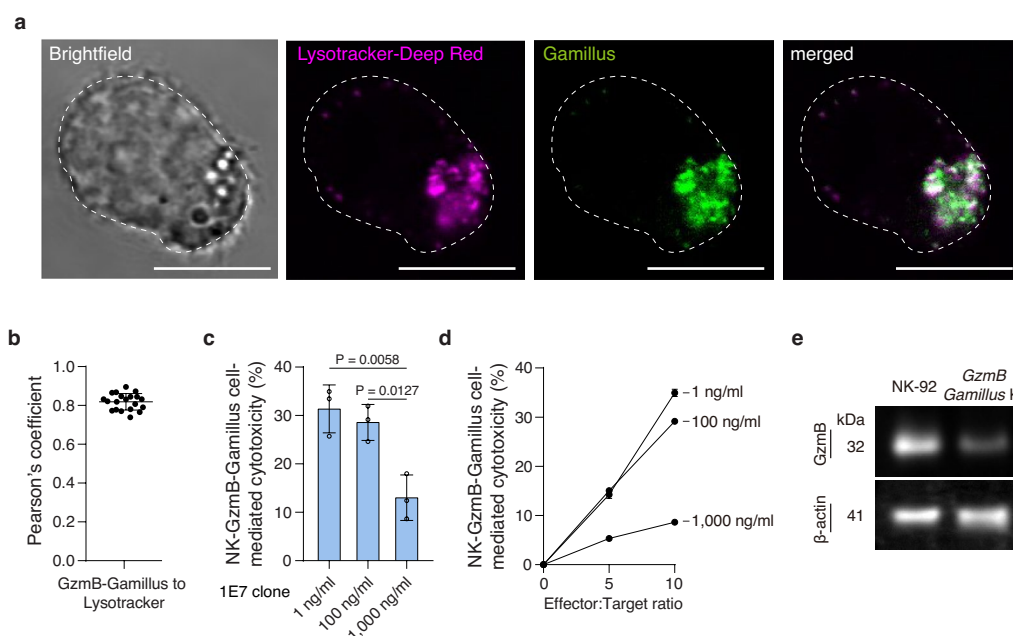 a
Brightfield
Lysotracker-Deep Red
Gamillus
merged
b
Pearson's coefficient
1.0
0.8
0.6
0.4
0.2
0.0
GzmB-Gamillus to
Lysotracker
c
NK-GzmB-Gamillus cell-
mediated cytotoxicity (%)
40
30
20
10
0
P = 0.0058
P = 0.0127
1E7 clone
1 ng/ml
100 ng/ml
1,000 ng/ml
d
NK-GzmB-Gamillus cell-
mediated cytotoxicity (%)
40
30
20
10
0
1 ng/ml
100 ng/ml
1,000 ng/ml
0
5
10
Effector:Target ratio
e
NK-92
GzmB
Gamillus
kDa
GzmB
32
β-actin
41